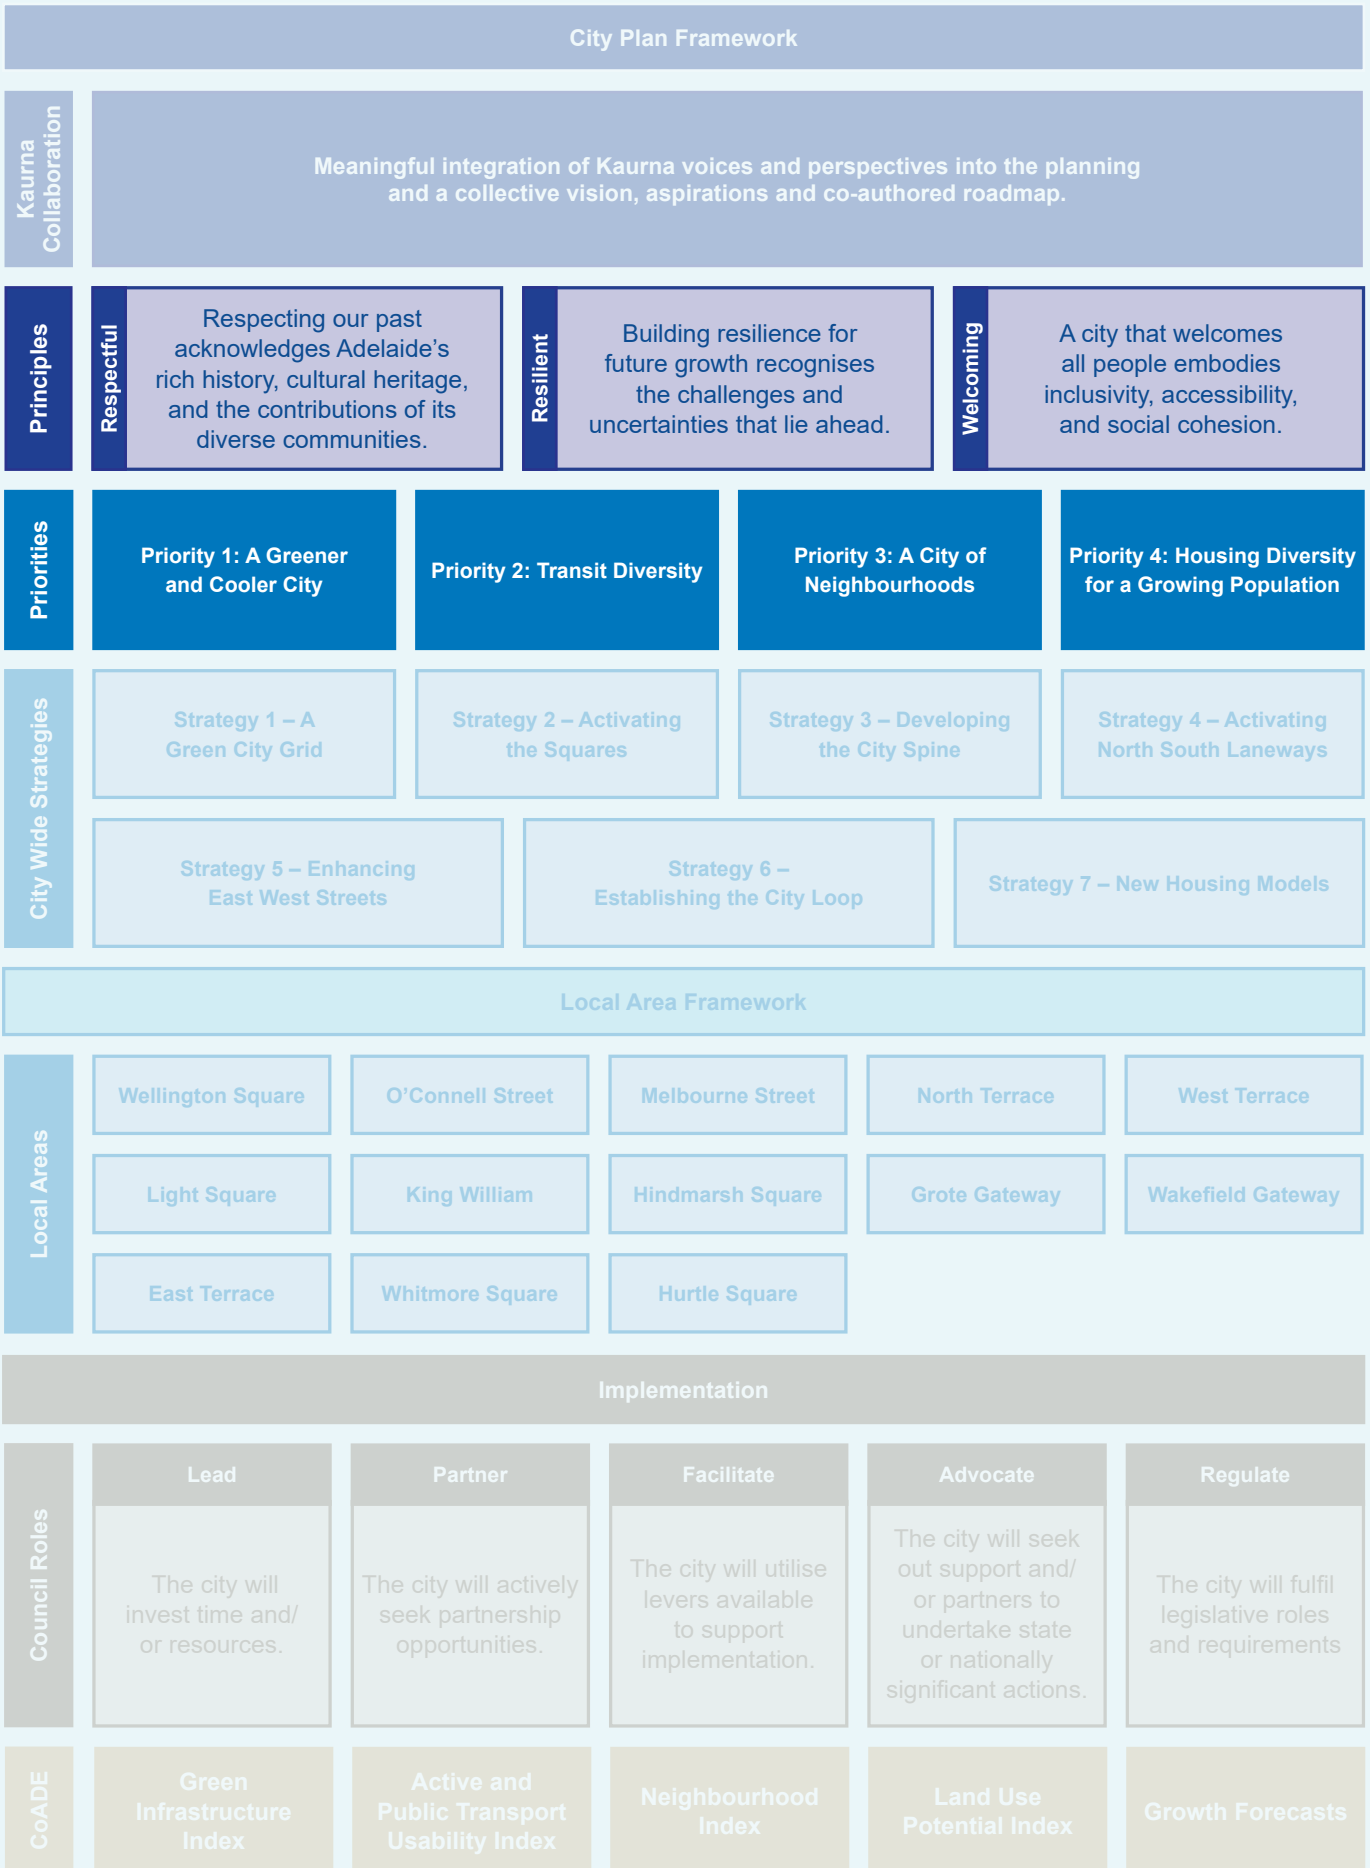 City Plan Framework
Kaurna
Collaboration
Meaningful integration of Kaurna voices and perspectives into the planning
and a collective vision, aspirations and co-authored roadmap.
Principles
Respectful
Respecting our past
acknowledges Adelaide’s
rich history, cultural heritage,
and the contributions of its
diverse communities.
Resilient
Building resilience for
future growth recognises
the challenges and
uncertainties that lie ahead.
Welcoming
A city that welcomes
all people embodies
inclusivity, accessibility,
and social cohesion.
Priorities
Priority 1: A Greener
and Cooler City
Priority 2: Transit Diversity
Priority 3: A City of
Neighbourhoods
Priority 4: Housing Diversity
for a Growing Population
City Wide Strategies
Strategy 1 – A
Green City Grid
Strategy 2 – Activating
the Squares
Strategy 3 – Developing
the City Spine
Strategy 4 – Activating
North South Laneways
Strategy 5 – Enhancing
East West Streets
Strategy 6 –
Establishing the City Loop
Strategy 7 – New Housing Models
Local Area Framework
Local Areas
Wellington Square
O’Connell Street
Melbourne Street
North Terrace
West Terrace
Light Square
King William
Hindmarsh Square
Grote Gateway
Wakefield Gateway
East Terrace
Whitmore Square
Hurtle Square
Implementation
Council Roles
Lead
The city will
invest time and/
or resources.
Partner
The city will actively
seek partnership
opportunities.
Facilitate
The city will utilise
levers available
to support
implementation.
Advocate
The city will seek
out support and/
or partners to
undertake state
or nationally
significant actions.
Regulate
The city will fulfil
legislative roles
and requirements
CoADE
Green
Infrastructure
Index
Active and
Public Transport
Usability Index
Neighbourhood
Index
Land Use
Potential Index
Growth Forecasts